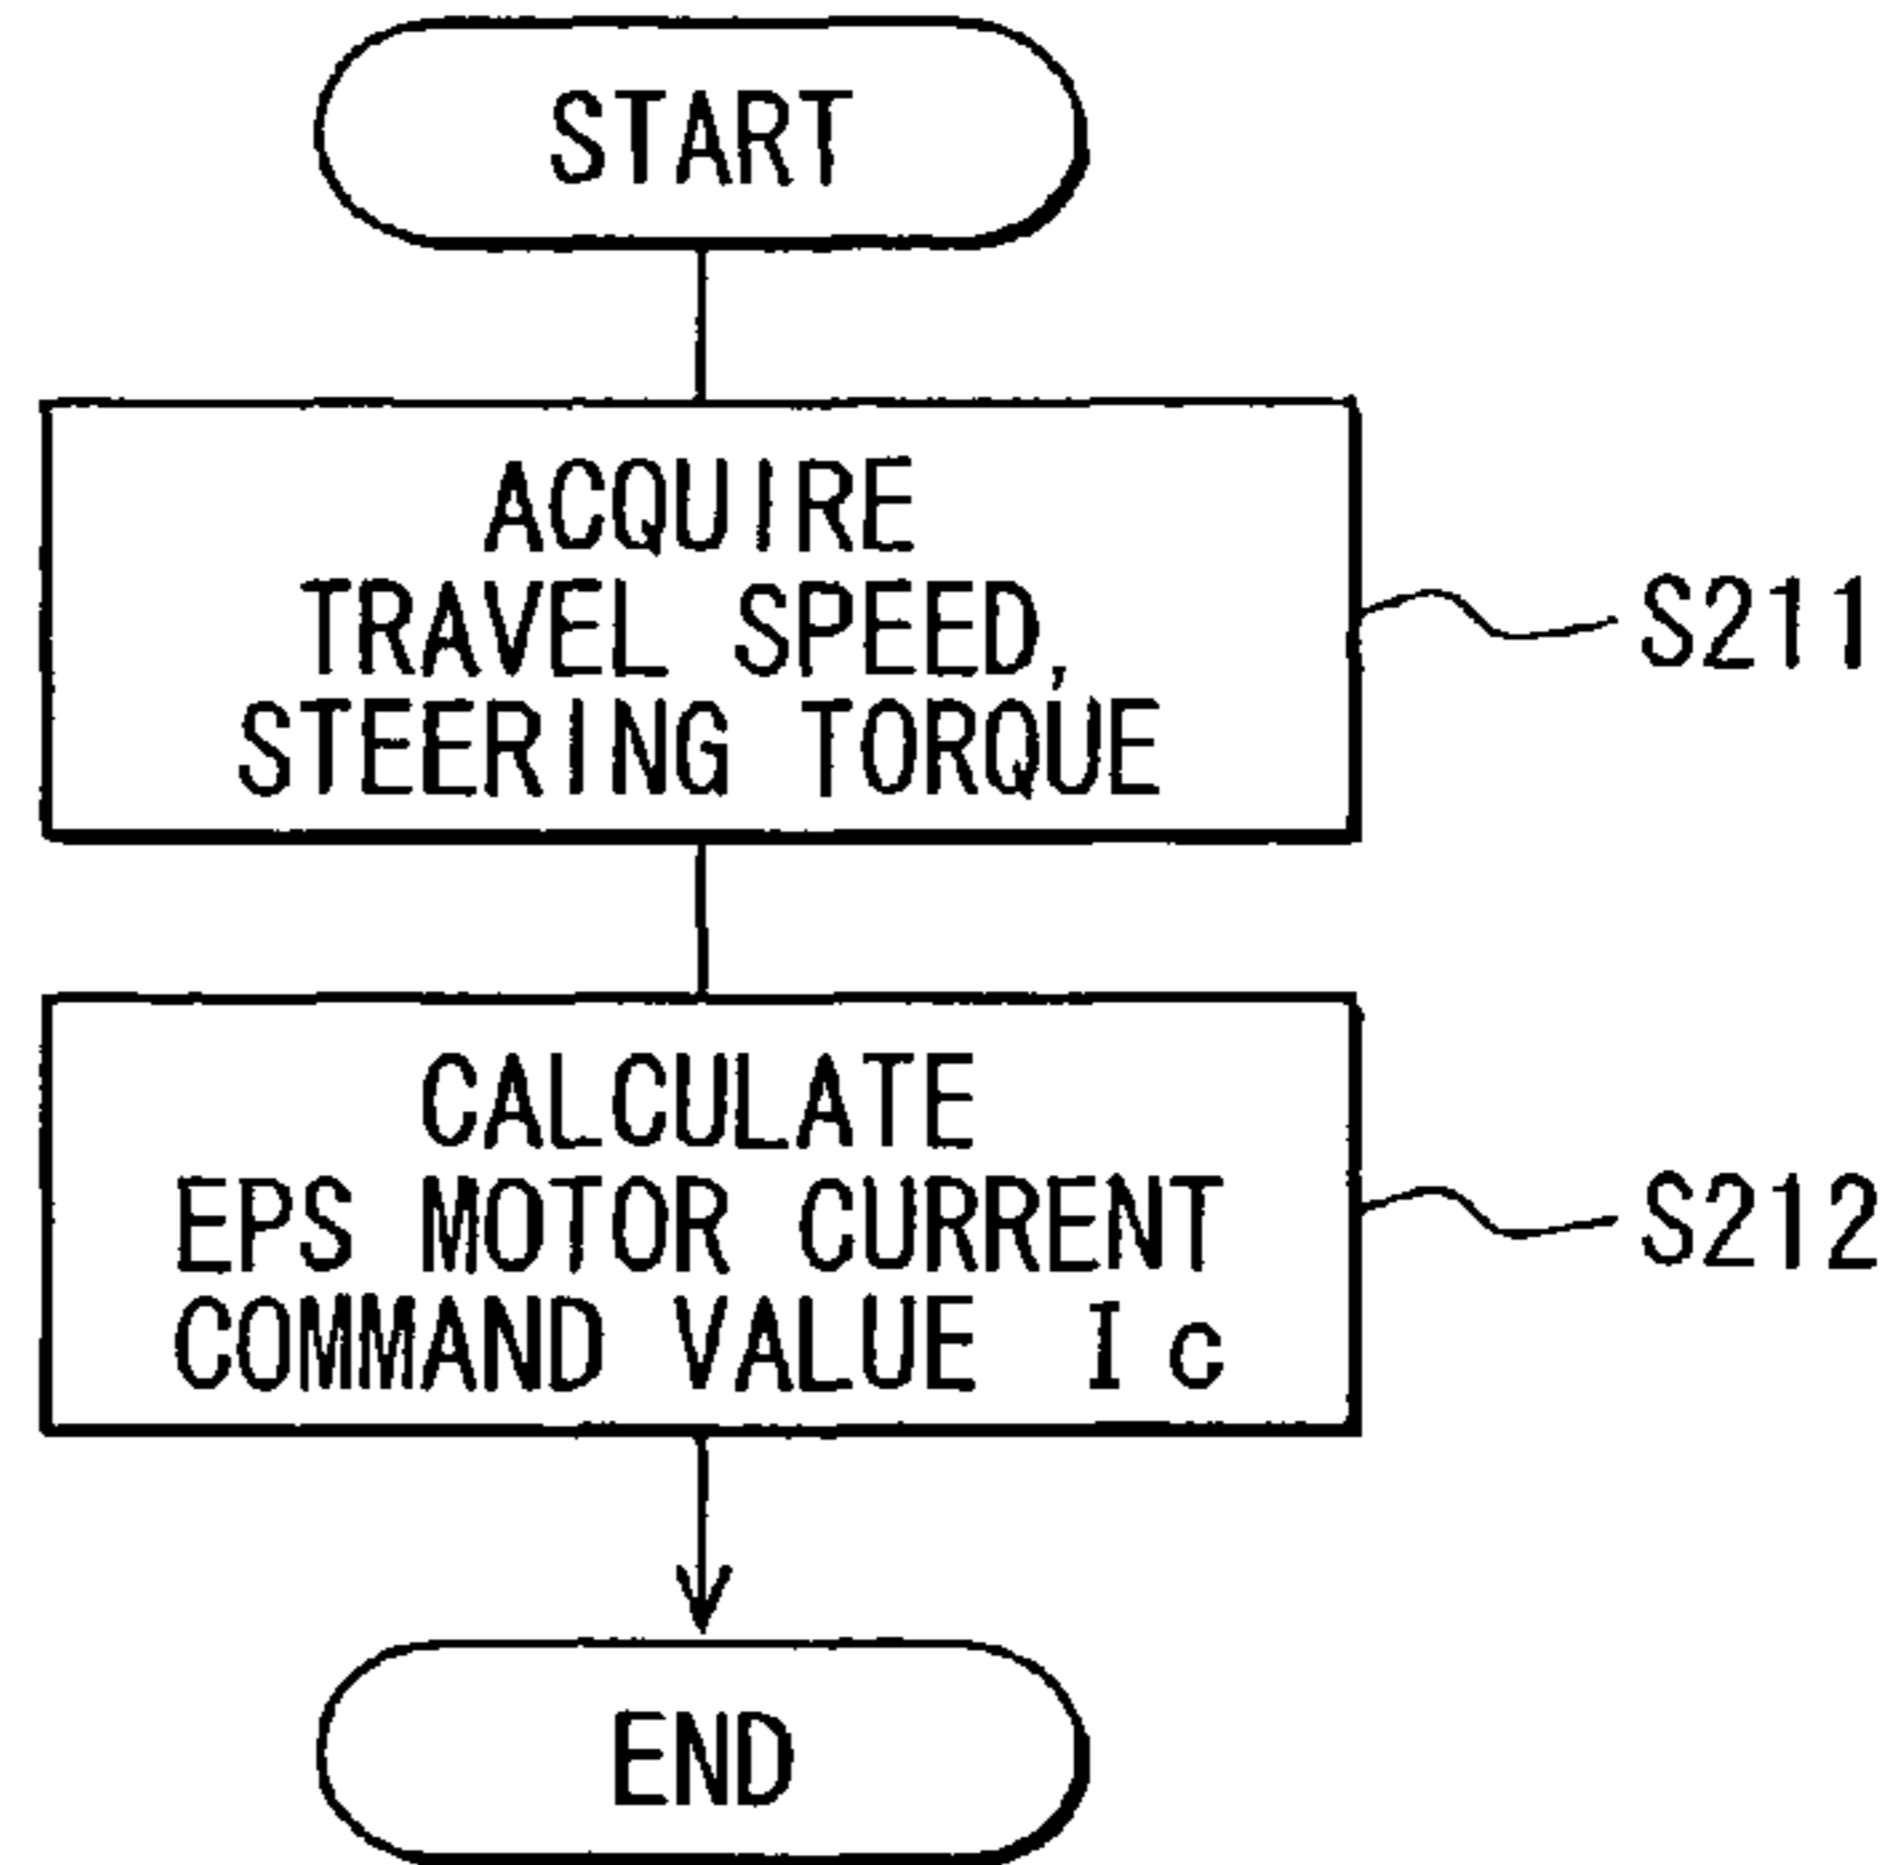 START
ACQUIRE
TRAVEL SPEED,
STEERING TORQUE
S211
CALCULATE
EPS MOTOR CURRENT
COMMAND VALUE Ic
S212
END